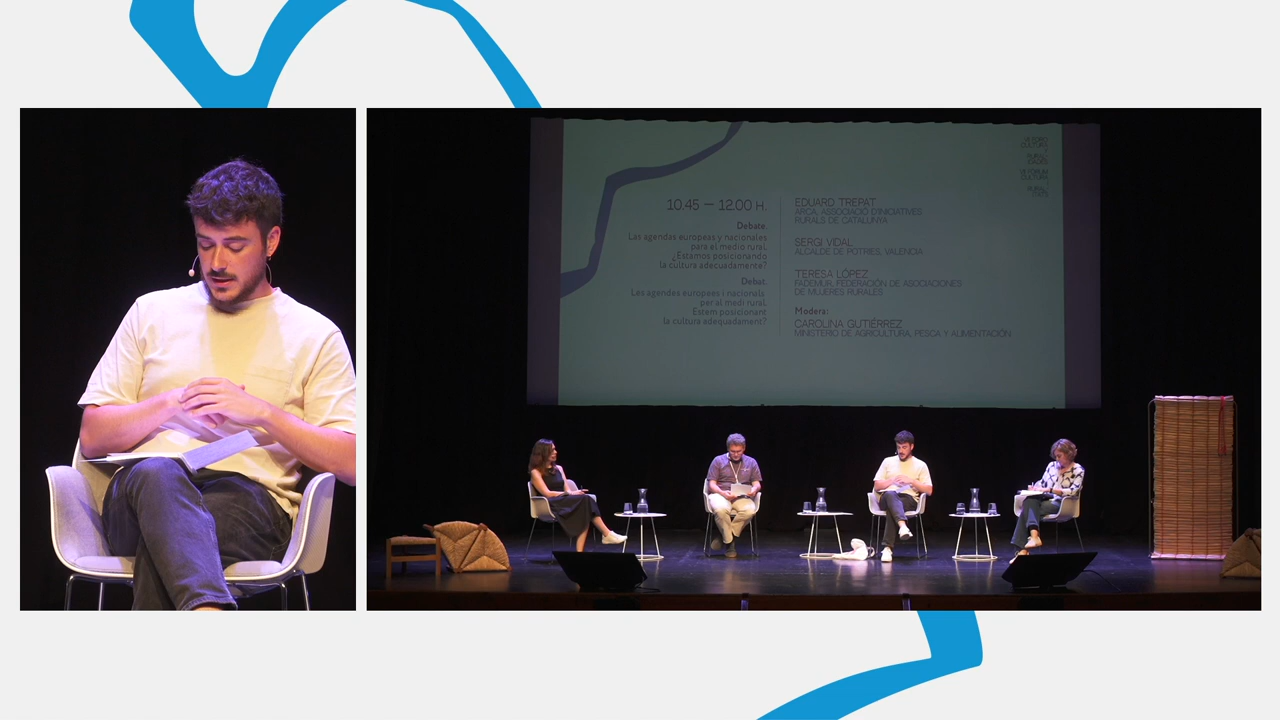 10.45 — 12.00 H.
Debate.
Las agendas europeas y nacionales
para el medio rural.
¿Estamos posicionando
la cultura adecuadamente?
Debat.
Les agendes europees i nacionals
per al medi rural.
Estem posicionant
la cultura adequadament?
EDUARD TREPAT
ARCA, ASSOCIACIÓ D'INICIATIVES
RURALS DE CATALUNYA
SERGI VIDAL
ALCALDE DE POTRIES, VALENCIA
TERESA LÓPEZ
FADEMUR, FEDERACIÓN DE ASOCIACIONES
DE MUJERES RURALES
Modera:
CAROLINA GUTIÉRREZ
MINISTERIO DE AGRICULTURA, PESCA Y ALIMENTACIÓN
CULTURA
Y